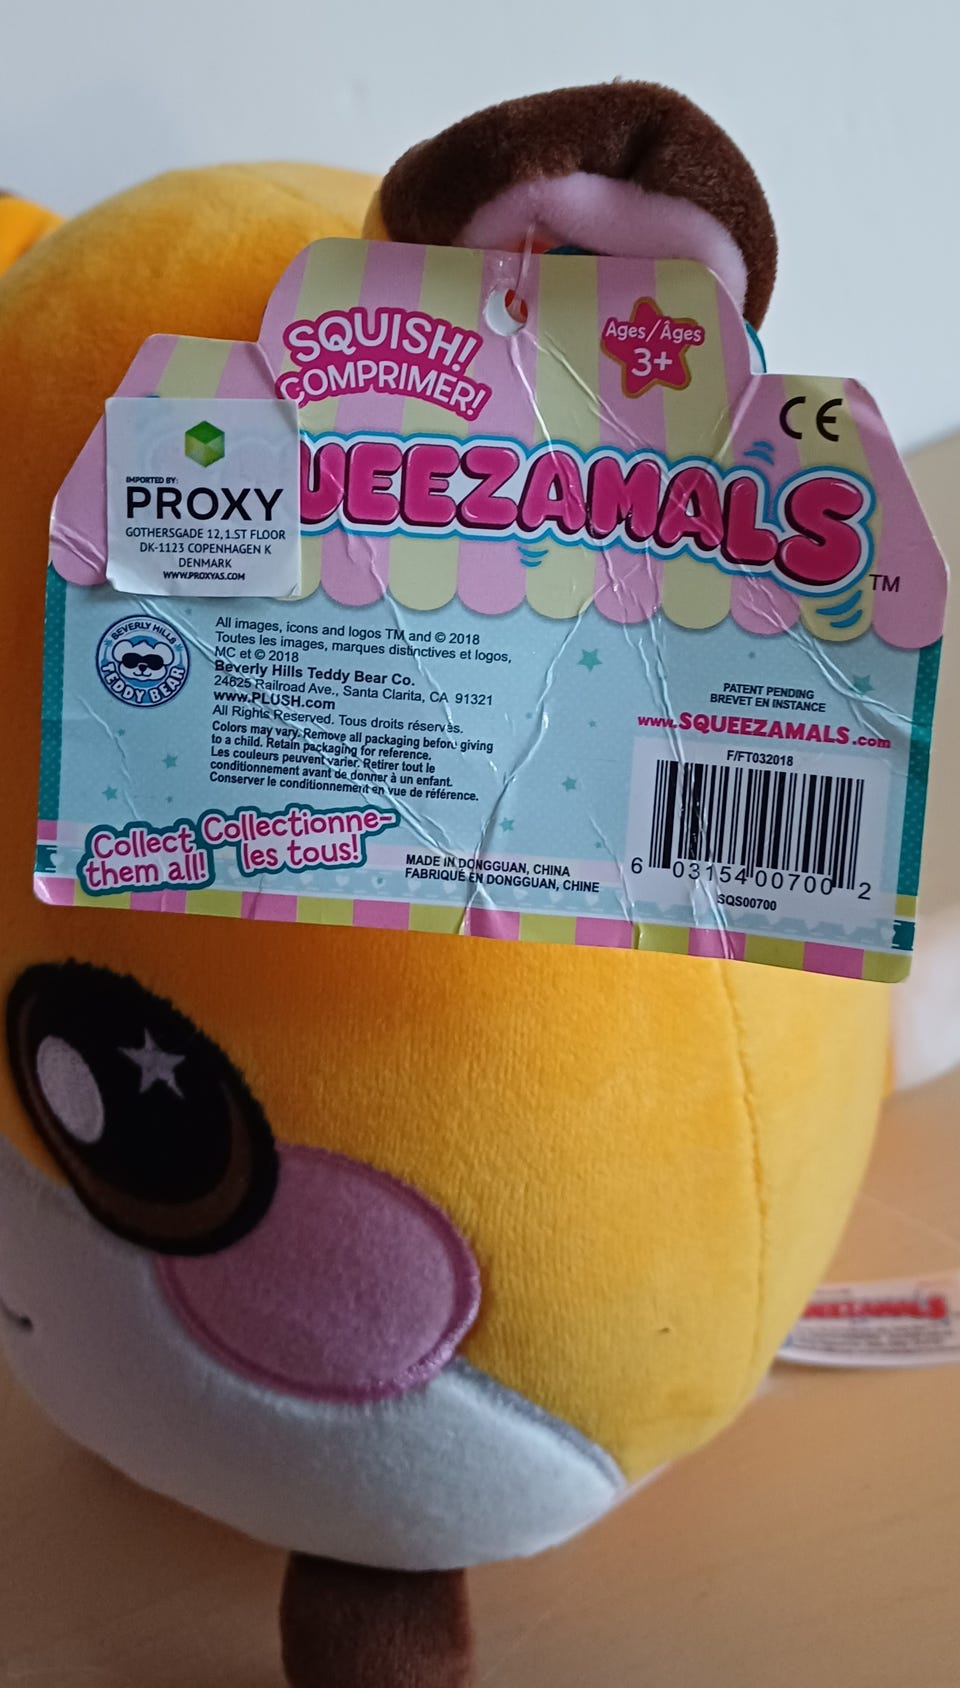 SQUISH!
COMPRIMER!
Ages/Âges
3+
CE
IMPORTED BY:
PROXY
GOTHERSGADE 12,1.ST FLOOR
DK-1123 COPENHAGEN K
DENMARK
WWW.PROXYAS.COM
UEEZAMALS TM
BEVERLY HILLS
TEDDY BEAR
All images, icons and logos TM and © 2018
Toutes les images, marques distinctives et logos,
MC et © 2018
Beverly Hills Teddy Bear Co.
24625 Railroad Ave., Santa Clarita, CA 91321
www.PLUSH.com
All Rights Reserved. Tous droits réservés.
Colors may vary. Remove all packaging before giving
to a child. Retain packaging for reference.
Les couleurs peuvent varier. Retirer tout le
conditionnement avant de donner à un enfant.
Conserver le conditionnement en vue de référence.
Collect
them all!
Collectionne-
les tous!
MADE IN DONGGUAN, CHINA
FABRIQUÉ EN DONGGUAN, CHINE
PATENT PENDING
BREVET EN INSTANCE
www.SQUEEZAMALS.com
F/FT032018
6 03154 00700 2
SQS00700